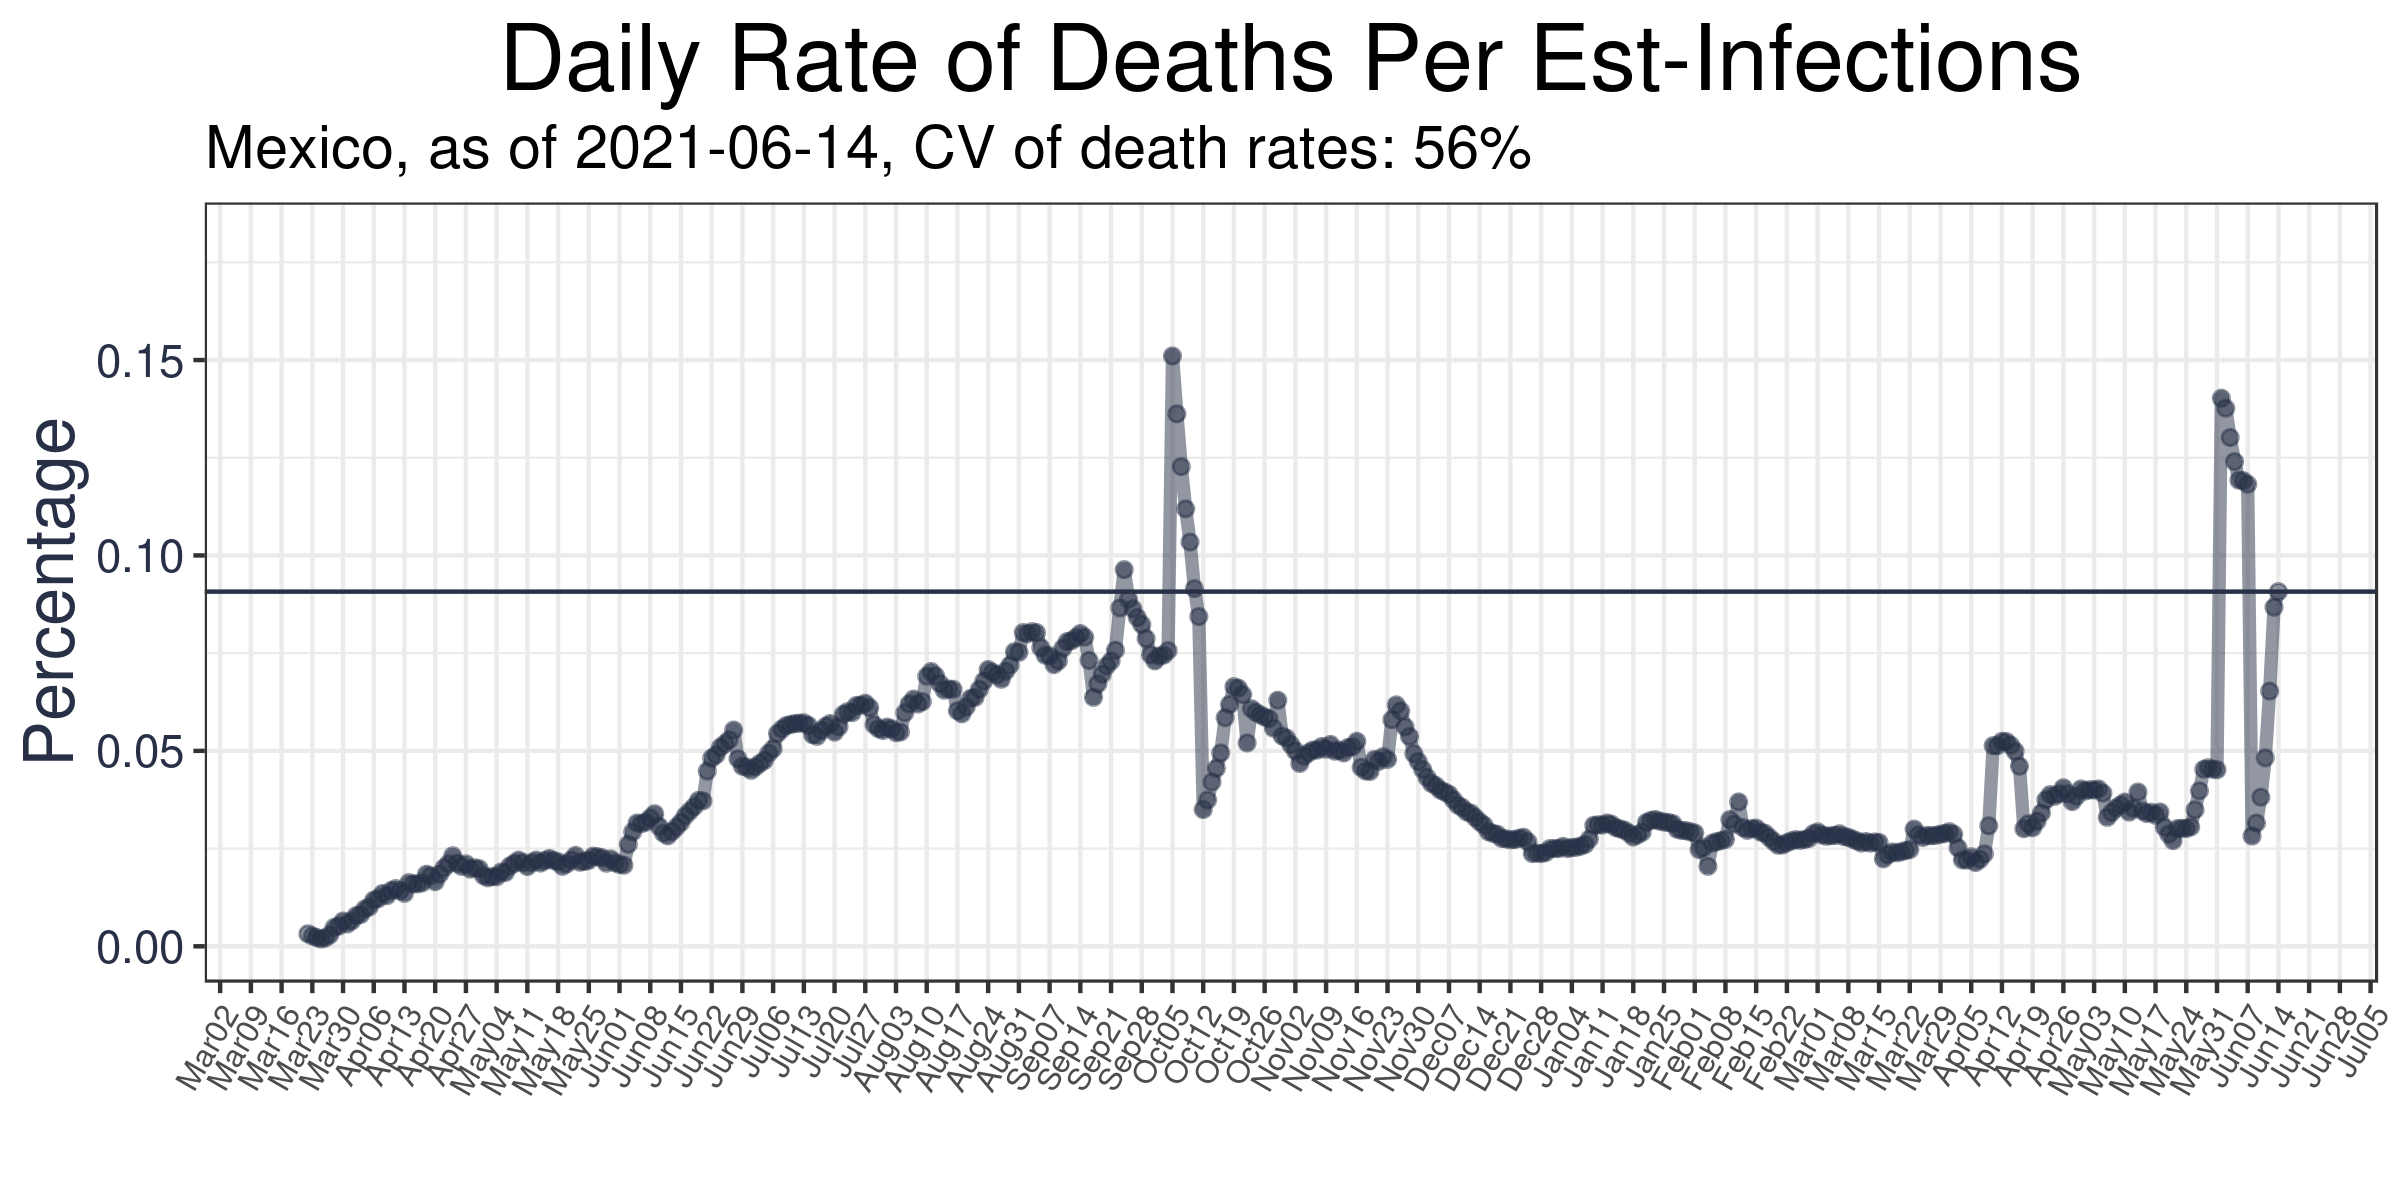 Daily Rate of Deaths Per Est-Infections
Mexico, as of 2021-06-14, CV of death rates: 56%
Percentage
0.15
0.10
0.05
0.00
Mar02
Mar09
Mar16
Mar23
Mar30
Apr06
Apr13
Apr20
Apr27
May04
May11
May18
May25
Jun01
Jun08
Jun15
Jun22
Jun29
Jul06
Jul13
Jul20
Jul27
Aug03
Aug10
Aug17
Aug24
Aug31
Sep07
Sep14
Sep21
Sep28
Oct05
Oct12
Oct19
Oct26
Nov02
Nov09
Nov16
Nov23
Nov30
Dec07
Dec14
Dec21
Dec28
Jan04
Jan11
Jan18
Jan25
Feb01
Feb08
Feb15
Feb22
Mar01
Mar08
Mar15
Mar22
Mar29
Apr05
Apr12
Apr19
Apr26
May03
May10
May17
May24
May31
Jun07
Jun14
Jun21
Jun28
Jul05